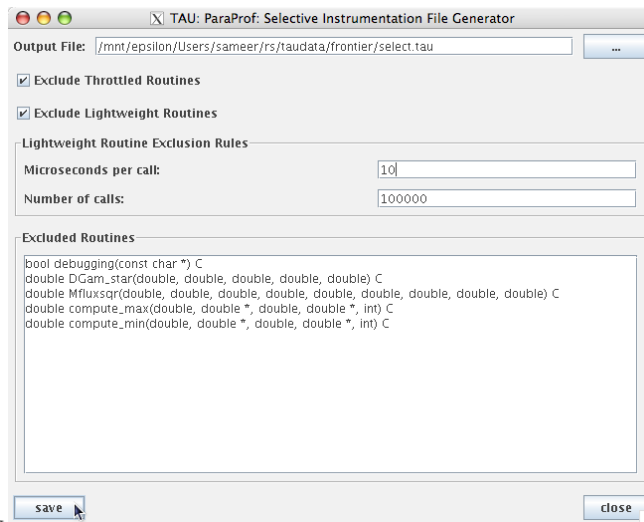 TAU: ParaProf: Selective Instrumentation File Generator
Output File: /mnt/epsilon/Users/sameer/rs/taudata/frontier/select.tau ...
Exclude Throttled Routines
Exclude Lightweight Routines
Lightweight Routine Exclusion Rules
Microseconds per call: 10
Number of calls: 100000
Excluded Routines
bool debugging(const char *) C
double DGam_star(double, double, double, double, double) C
double Mfluxsqr(double, double, double, double, double, double, double, double, double) C
double compute_max(double, double *, double, double *, int) C
double compute_min(double, double *, double, double *, int) C
save close